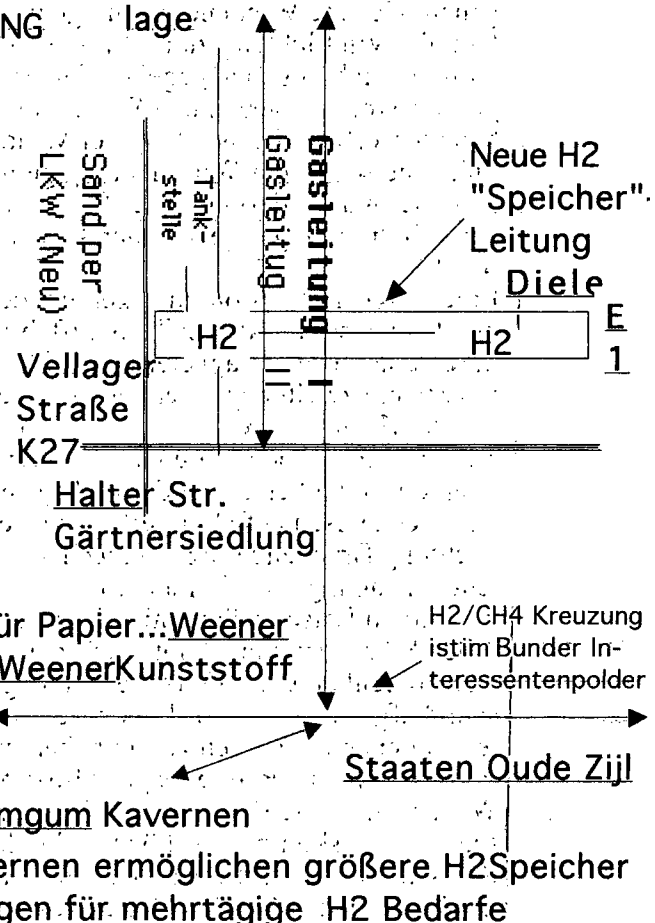 NG lage
Sand per
LKW (Neu)
Tank-
stelle
Gasleitug
II
Gasleitung
I
Neue H2
"Speicher"-
Leitung
Diele
E
1
H2
H2
Vellager
Straße
K27
Halter Str.
Gärtnersiedlung
ür Papier...Weener
WeenerKunststoff
H2/CH4 Kreuzung
istim Bunder In-
teressentenpolder
Staaten Oude Zijl
mgum Kavernen
ernen ermöglichen größere H2Speicher
gen für mehrtägige H2 Bedarfe